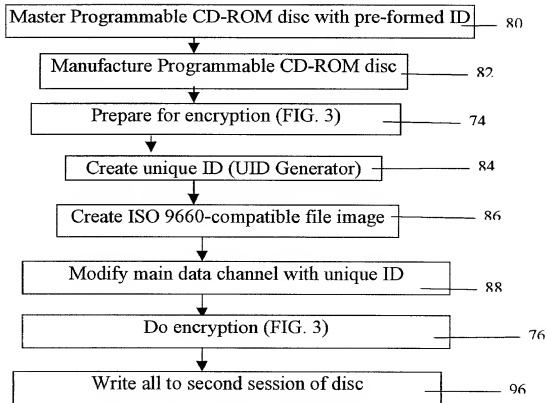 Master Programmable CD-ROM disc with pre-formed ID 80
Manufacture Programmable CD-ROM disc 82
Prepare for encryption (FIG. 3) 74
Create unique ID (UID Generator) 84
Create ISO 9660-compatible file image 86
Modify main data channel with unique ID 88
Do encryption (FIG. 3) 76
Write all to second session of disc 96